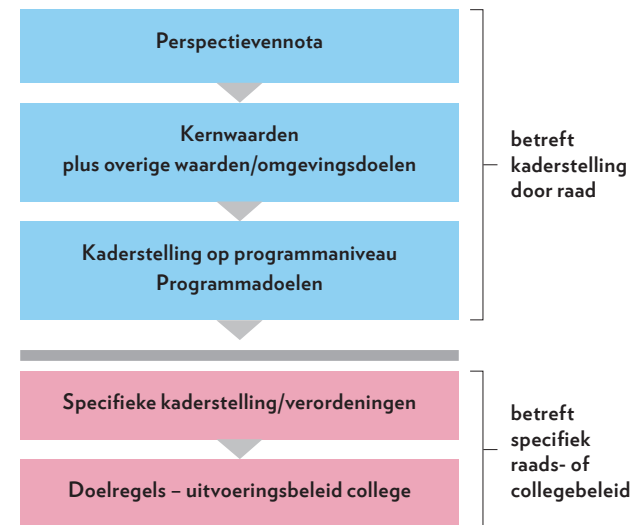 Perspectievennota
Kernwaarden
plus overige waarden/omgevingsdoelen
Kaderstelling op programmaniveau
Programmadoelen
betreft
kaderstelling
door raad
Specifieke kaderstelling/verordeningen
Doelregels – uitvoeringsbeleid college
betreft
specifiek
raads- of
collegebeleid